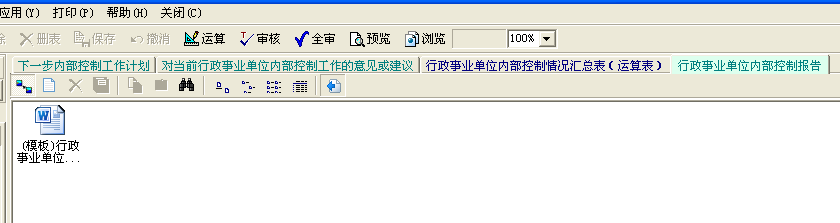 应用(Y) 打印(P) 帮助(H) 关闭(C)
册表 保存 撤消 运算 审核 全审 预览 浏览 100%
下一步内部控制工作计划 对当前行政事业单位内部控制工作的意见或建议 行政事业单位内部控制情况汇总表(运算表) 行政事业单位内部控制报告
(模板)行政
事业单位...